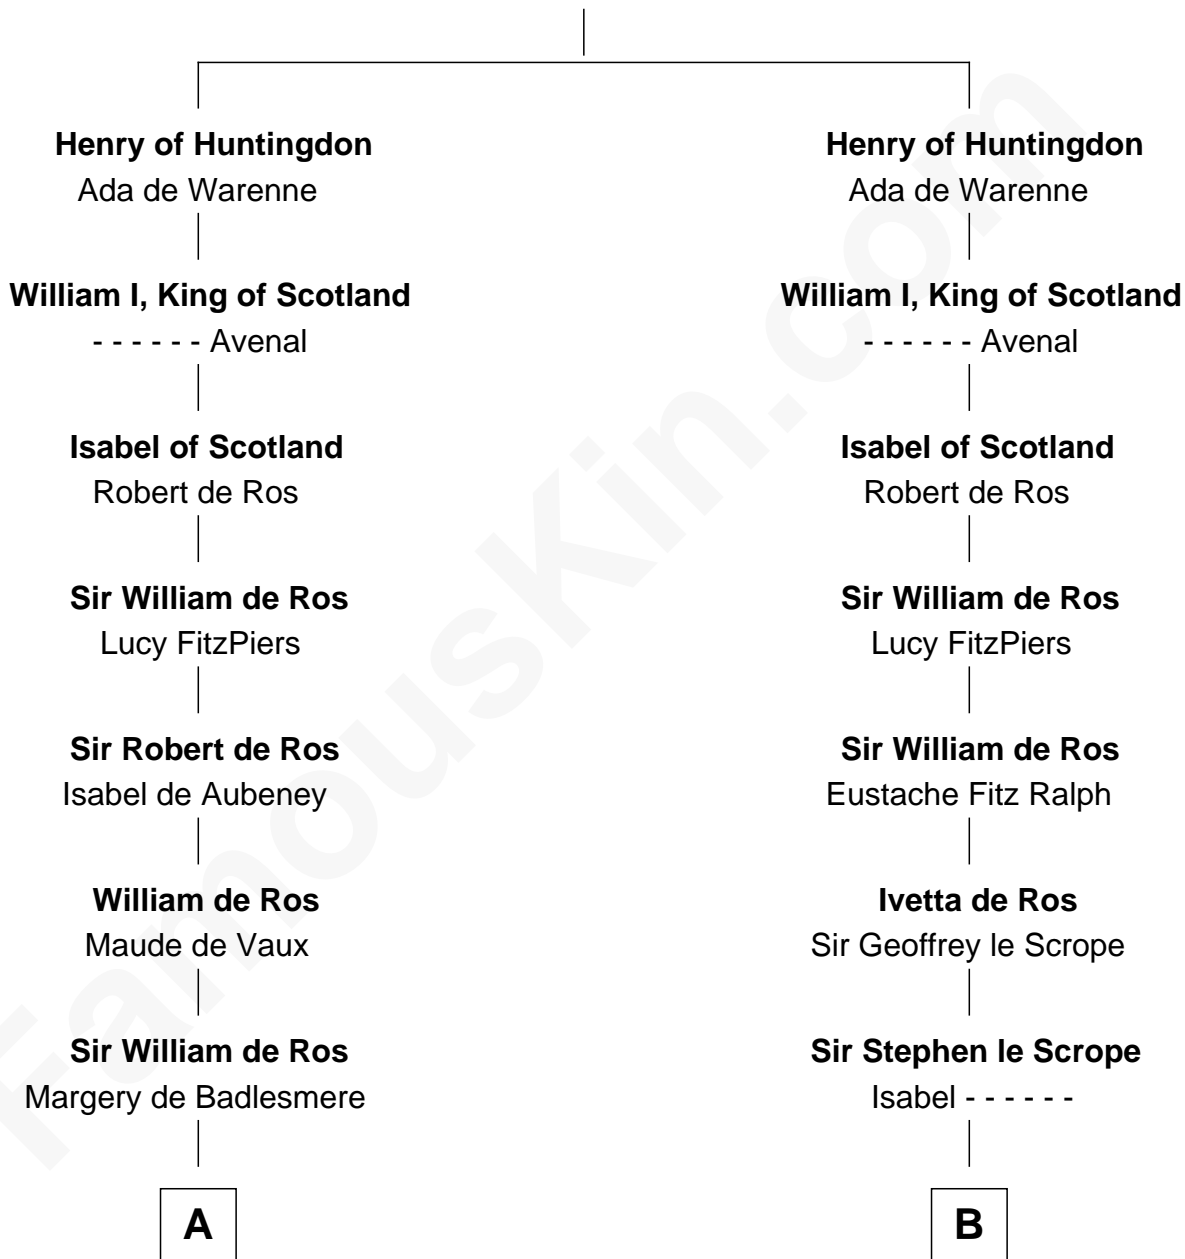 Henry of Huntingdon
Ada de Warenne
William I, King of Scotland
- - - - - - Avenal
Isabel of Scotland
Robert de Ros
Sir William de Ros
Lucy FitzPiers
Sir Robert de Ros
Isabel de Aubeney
William de Ros
Maude de Vaux
Sir William de Ros
Margery de Badlesmere
A
Henry of Huntingdon
Ada de Warenne
William I, King of Scotland
- - - - - - Avenal
Isabel of Scotland
Robert de Ros
Sir William de Ros
Lucy FitzPiers
Sir William de Ros
Eustache Fitz Ralph
Ivetta de Ros
Sir Geoffrey le Scrope
Sir Stephen le Scrope
Isabel - - - - - -
B
FamousKin.com